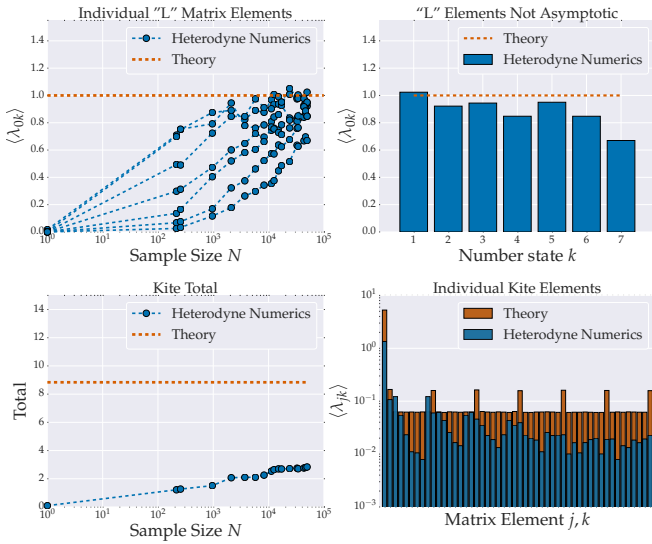 Individual ”L” Matrix Elements
1.4
1.2
1.0
0.8
0.6
0.4
0.2
0.0
⟨λ0k⟩
Heterodyne Numerics
Theory
10^0
10^1
10^2
10^3
10^4
10^5
Sample Size N
“L” Elements Not Asymptotic
1.4
1.2
1.0
0.8
0.6
0.4
0.2
0.0
⟨λ0k⟩
Theory
Heterodyne Numerics
1 2 3 4 5 6 7
Number state k
Kite Total
14
12
10
8
6
4
2
0
Total
Heterodyne Numerics
Theory
10^0
10^1
10^2
10^3
10^4
10^5
Sample Size N
Individual Kite Elements
10^1
10^0
10^−1
10^−2
10^−3
⟨λjk⟩
Theory
Heterodyne Numerics
Matrix Element j, k